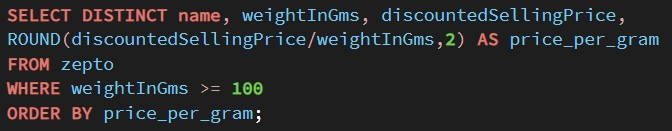 SELECT DISTINCT name, weightInGms, discountedSellingPrice,
ROUND(discountedSellingPrice/weightInGms,2) AS price_per_gram
FROM zepto
WHERE weightInGms >= 100
ORDER BY price_per_gram;